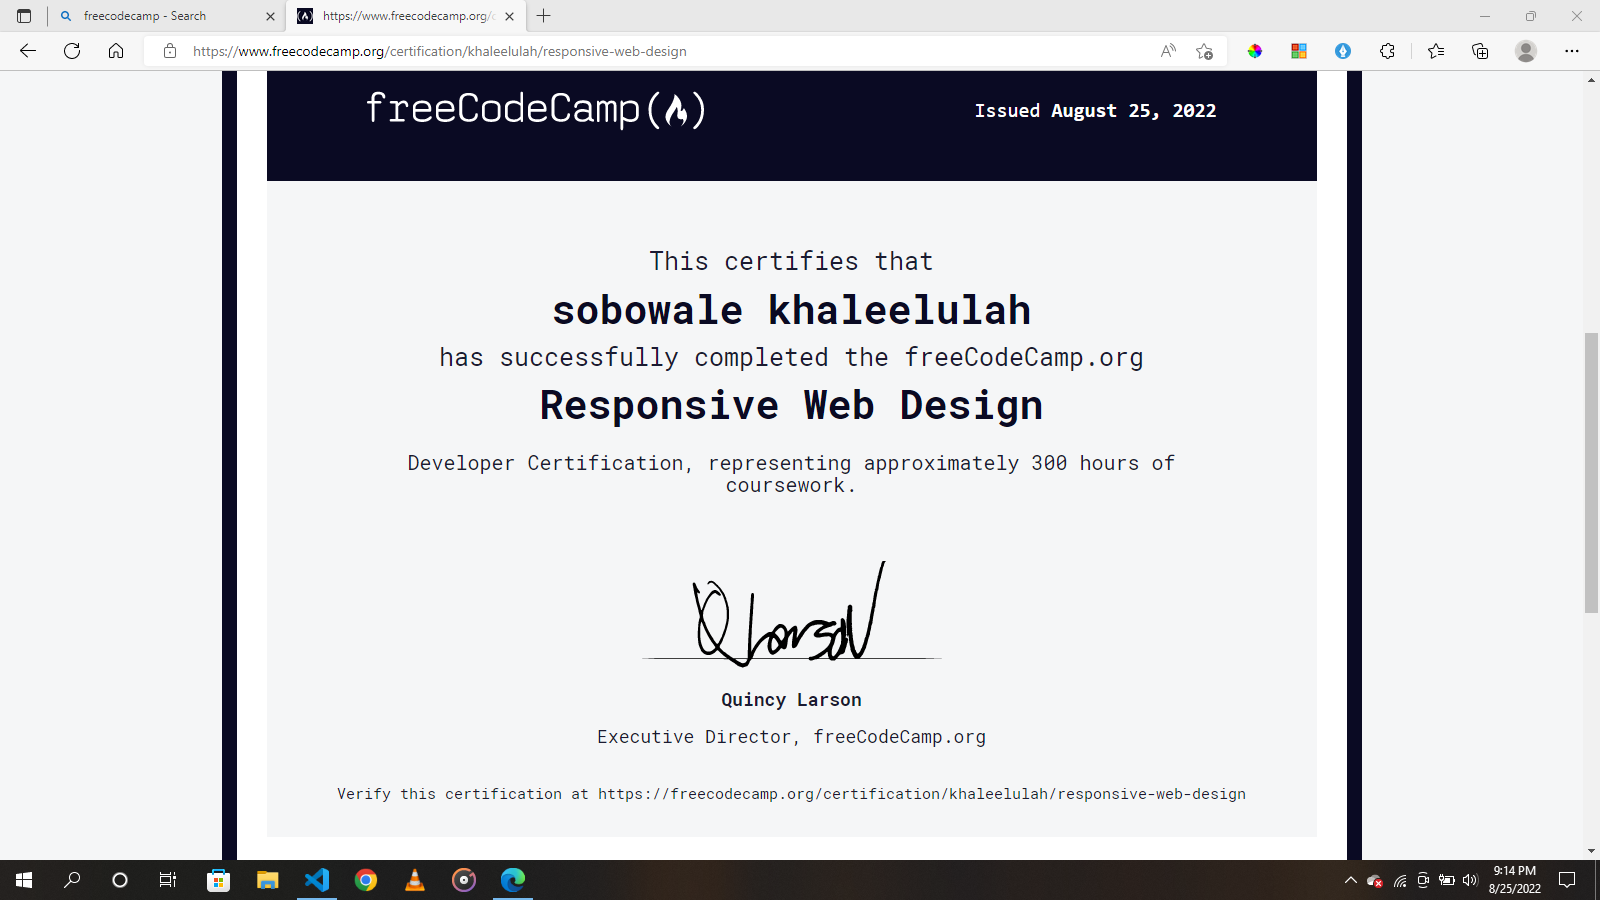 freecodecamp - Search
https://www.freecodecamp.org/c
https://www.freecodecamp.org/certification/khaleelulah/responsive-web-design
freeCodeCamp
Issued August 25, 2022
This certifies that
sobowale khaleelulah
has successfully completed the freeCodeCamp.org
Responsive Web Design
Developer Certification, representing approximately 300 hours of
coursework.
Q Larson
Quincy Larson
Executive Director, freeCodeCamp.org
Verify this certification at https://freecodecamp.org/certification/khaleelulah/responsive-web-design
9:14 PM
8/25/2022